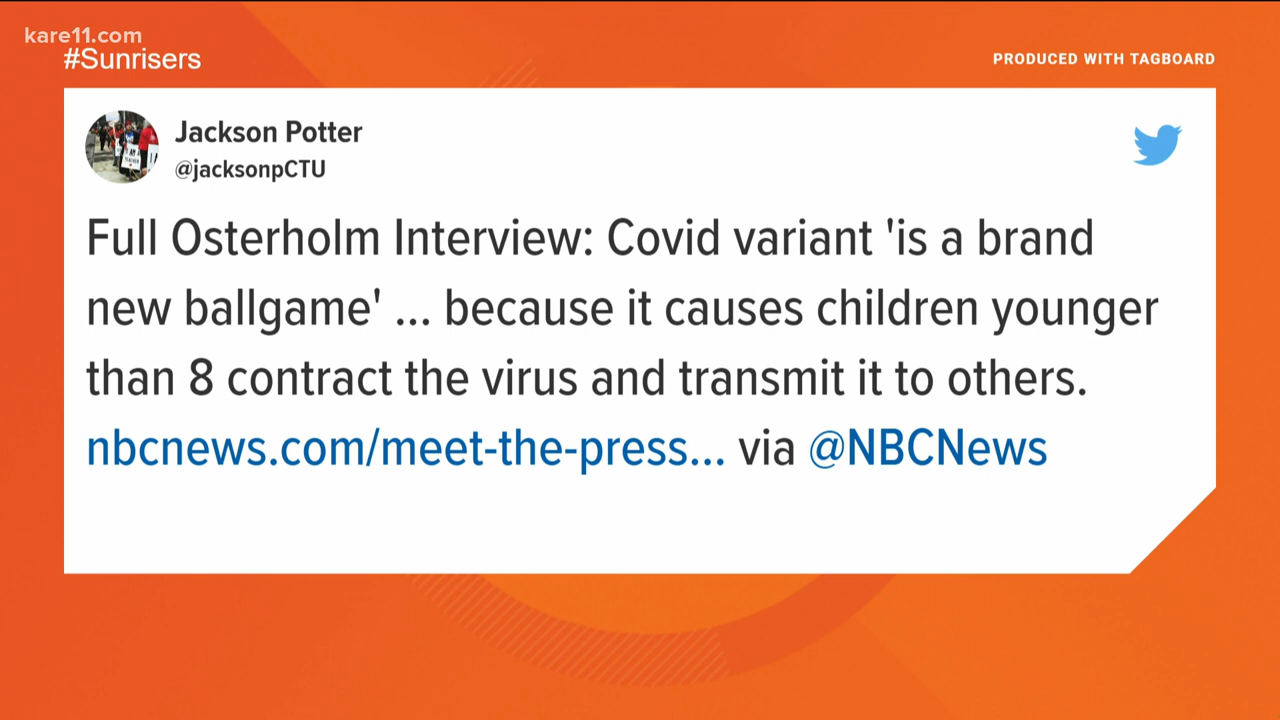 kare11.com
#Sunrisers
PRODUCED WITH TAGBOARD
Jackson Potter
@jacksonpCTU
Full Osterholm Interview: Covid variant 'is a brand
new ballgame' ... because it causes children younger
than 8 contract the virus and transmit it to others.
nbcnews.com/meet-the-press... via @NBCNews